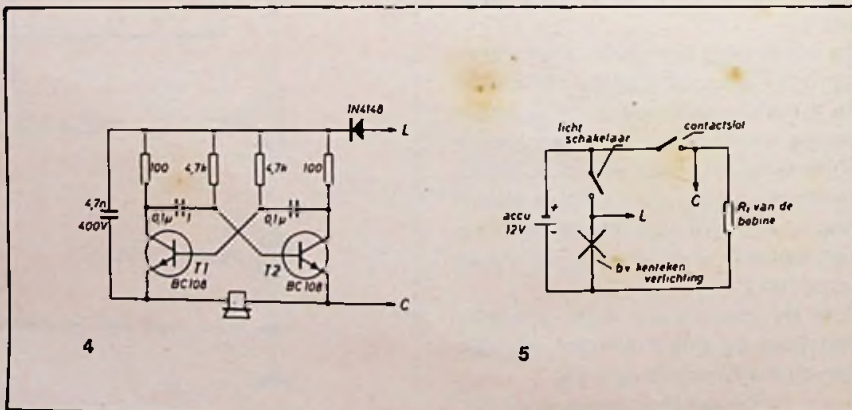 1N4148
L
100
4,7k
4,7k
100
4,7n
400V
0,1µ
0,1µ
T1
T2
BC108
BC108
C
4
licht
schakelaar
contactslot
C
accu
12V
+
-
L
Ri van de
bobine
bv kenteken
verlichting
5